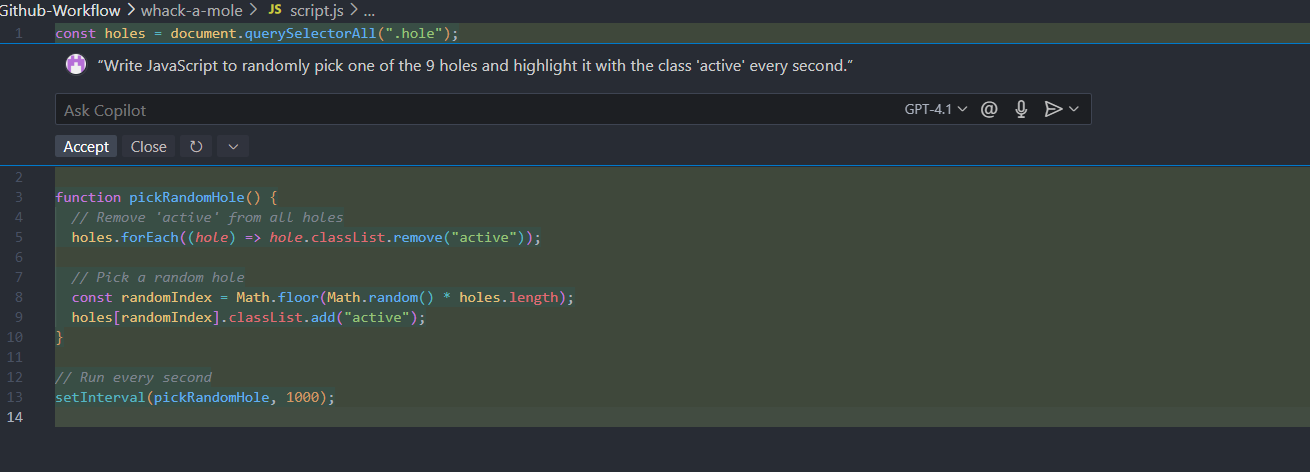 Github-Workflow > whack-a-mole > JS script.js > ...
1 const holes = document.querySelectorAll(".hole");
“Write JavaScript to randomly pick one of the 9 holes and highlight it with the class 'active' every second.”
Ask Copilot GPT-4.1 @
Accept Close
2
3 function pickRandomHole() {
4 // Remove 'active' from all holes
5 holes.forEach((hole) => hole.classList.remove("active"));
6
7 // Pick a random hole
8 const randomIndex = Math.floor(Math.random() * holes.length);
9 holes[randomIndex].classList.add("active");
10 }
11
12 // Run every second
13 setInterval(pickRandomHole, 1000);
14